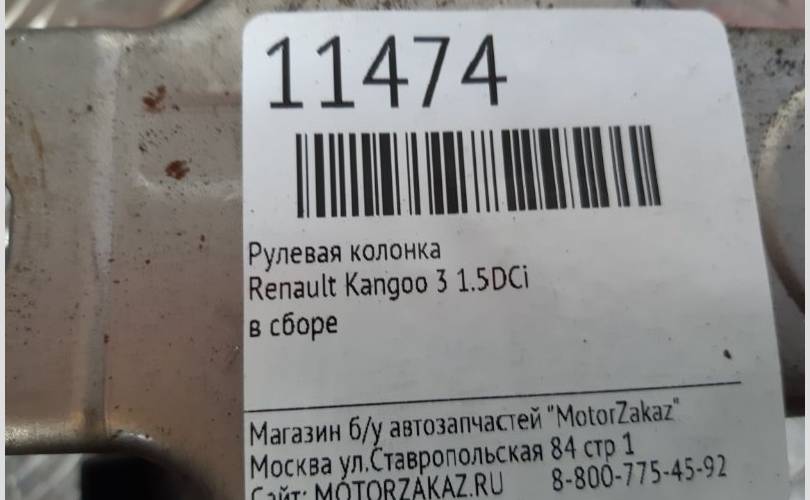 11474
Рулевая колонка
Renault Kangoo 3 1.5DCi
в сборе
Магазин б/у автозапчастей "MotorZakaz"
Москва ул.Ставропольская 84 стр 1
Сайт: MOTORZAKAZ.RU 8-800-775-45-92